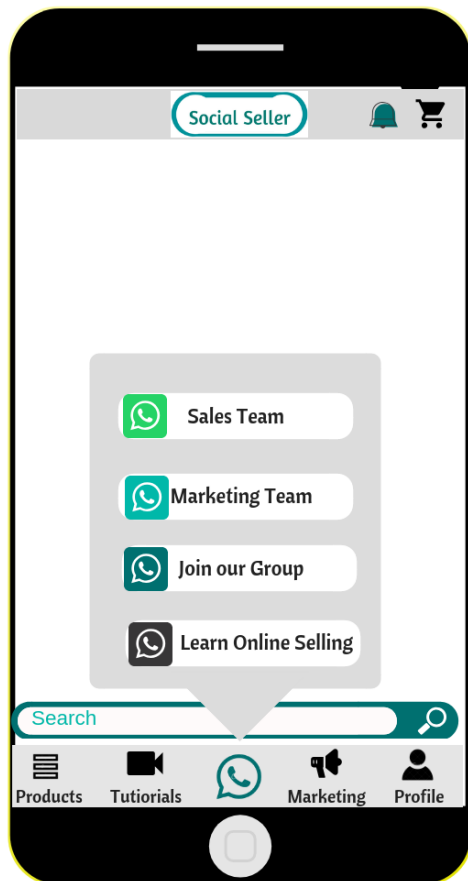 Social Seller
Sales Team
Marketing Team
Join our Group
Learn Online Selling
Search
Products
Tutiorials
Marketing
Profile